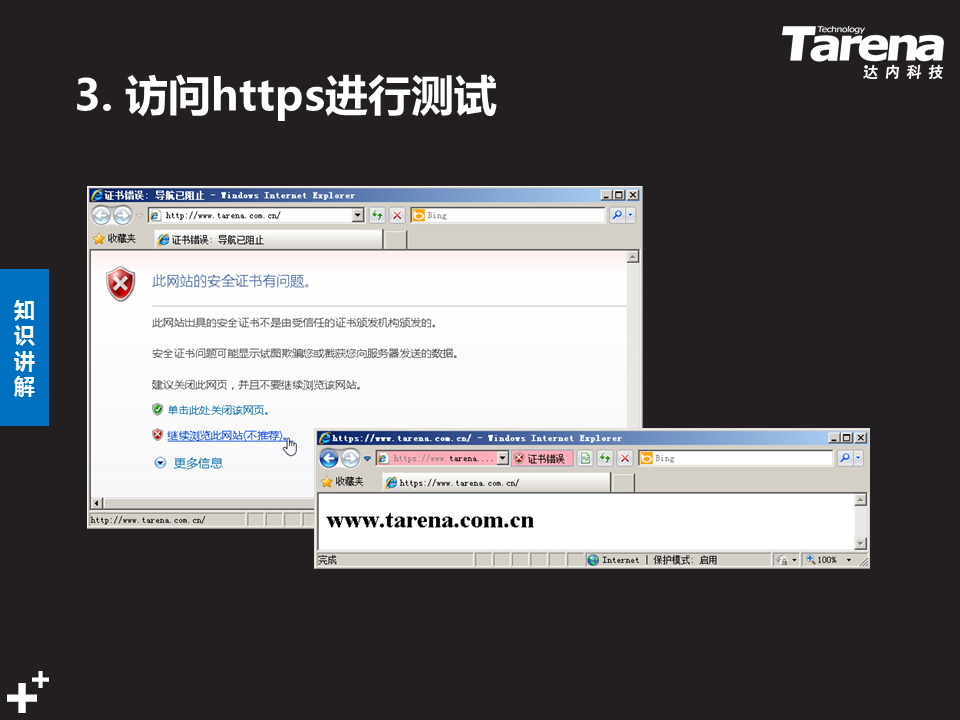 Technology
Tarena
达内科技
3. 访问https进行测试
知识讲解
证书错误: 导航已阻止 - Windows Internet Explorer
http://www.tarena.com.cn/
Bing
收藏夹
证书错误: 导航已阻止
此网站的安全证书有问题。
此网站出具的安全证书不是由受信任的证书颁发机构颁发的。
安全证书问题可能显示试图欺骗您或截获您向服务器发送的数据。
建议关闭此网页，并且不要继续浏览该网站。
单击此处关闭该网页。
继续浏览此网站(不推荐)。
更多信息
http://www.tarena.com.cn/
https://www.tarena.com.cn/ - Windows Internet Explorer
https://www.tarena....
证书错误
Bing
收藏夹
https://www.tarena.com.cn/
www.tarena.com.cn
完成
Internet | 保护模式: 启用
100%